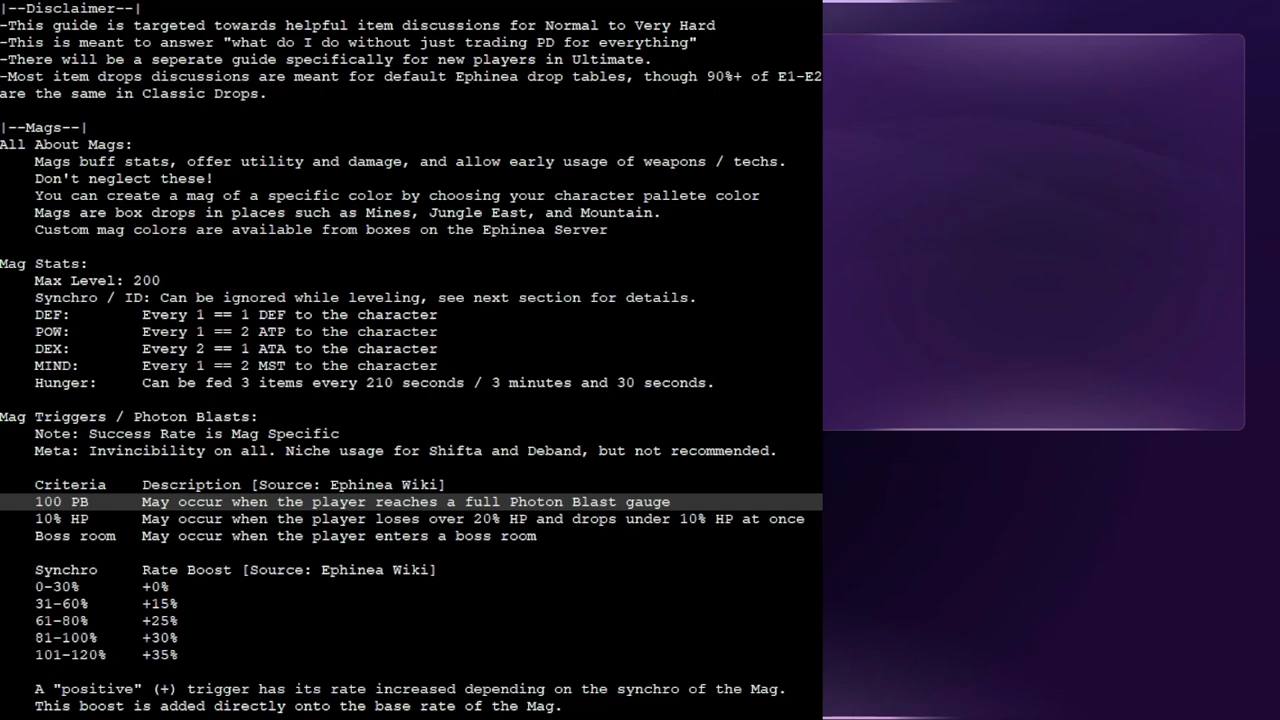 |--Disclaimer--|
-This guide is targeted towards helpful item discussions for Normal to Very Hard
-This is meant to answer "what do I do without just trading PD for everything"
-There will be a seperate guide specifically for new players in Ultimate.
-Most item drops discussions are meant for default Ephinea drop tables, though 90%+ of E1-E2
are the same in Classic Drops.
|--Mags--|
All About Mags:
Mags buff stats, offer utility and damage, and allow early usage of weapons / techs.
Don't neglect these!
You can create a mag of a specific color by choosing your character pallete color
Mags are box drops in places such as Mines, Jungle East, and Mountain.
Custom mag colors are available from boxes on the Ephinea Server
Mag Stats:
Max Level: 200
Synchro / ID: Can be ignored while leveling, see next section for details.
DEF: Every 1 == 1 DEF to the character
POW: Every 1 == 2 ATP to the character
DEX: Every 2 == 1 ATA to the character
MIND: Every 1 == 2 MST to the character
Hunger: Can be fed 3 items every 210 seconds / 3 minutes and 30 seconds.
Mag Triggers / Photon Blasts:
Note: Success Rate is Mag Specific
Meta: Invincibility on all. Niche usage for Shifta and Deband, but not recommended.
Criteria Description [Source: Ephinea Wiki]
100 PB May occur when the player reaches a full Photon Blast gauge
10% HP May occur when the player loses over 20% HP and drops under 10% HP at once
Boss room May occur when the player enters a boss room
Synchro Rate Boost [Source: Ephinea Wiki]
0-30% +0%
31-60% +15%
61-80% +25%
81-100% +30%
101-120% +35%
A "positive" (+) trigger has its rate increased depending on the synchro of the Mag.
This boost is added directly onto the base rate of the Mag.